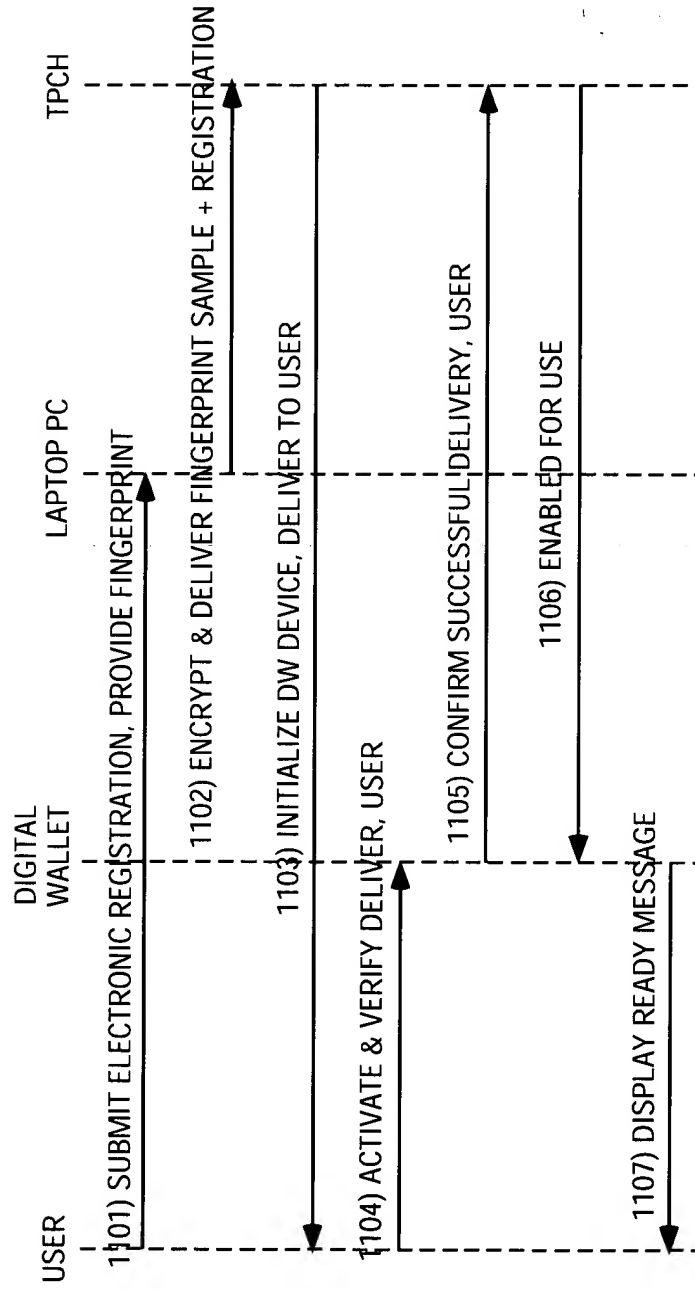 USER
DIGITAL
WALLET
LAPTOP PC
TPCH
1101) SUBMIT ELECTRONIC REGISTRATION, PROVIDE FINGERPRINT
1102) ENCRYPT & DELIVER FINGERPRINT SAMPLE + REGISTRATION
1103) INITIALIZE DW DEVICE, DELIVER TO USER
1104) ACTIVATE & VERIFY DELIVER, USER
1105) CONFIRM SUCCESSFUL DELIVERY, USER
1106) ENABLED FOR USE
1107) DISPLAY READY MESSAGE